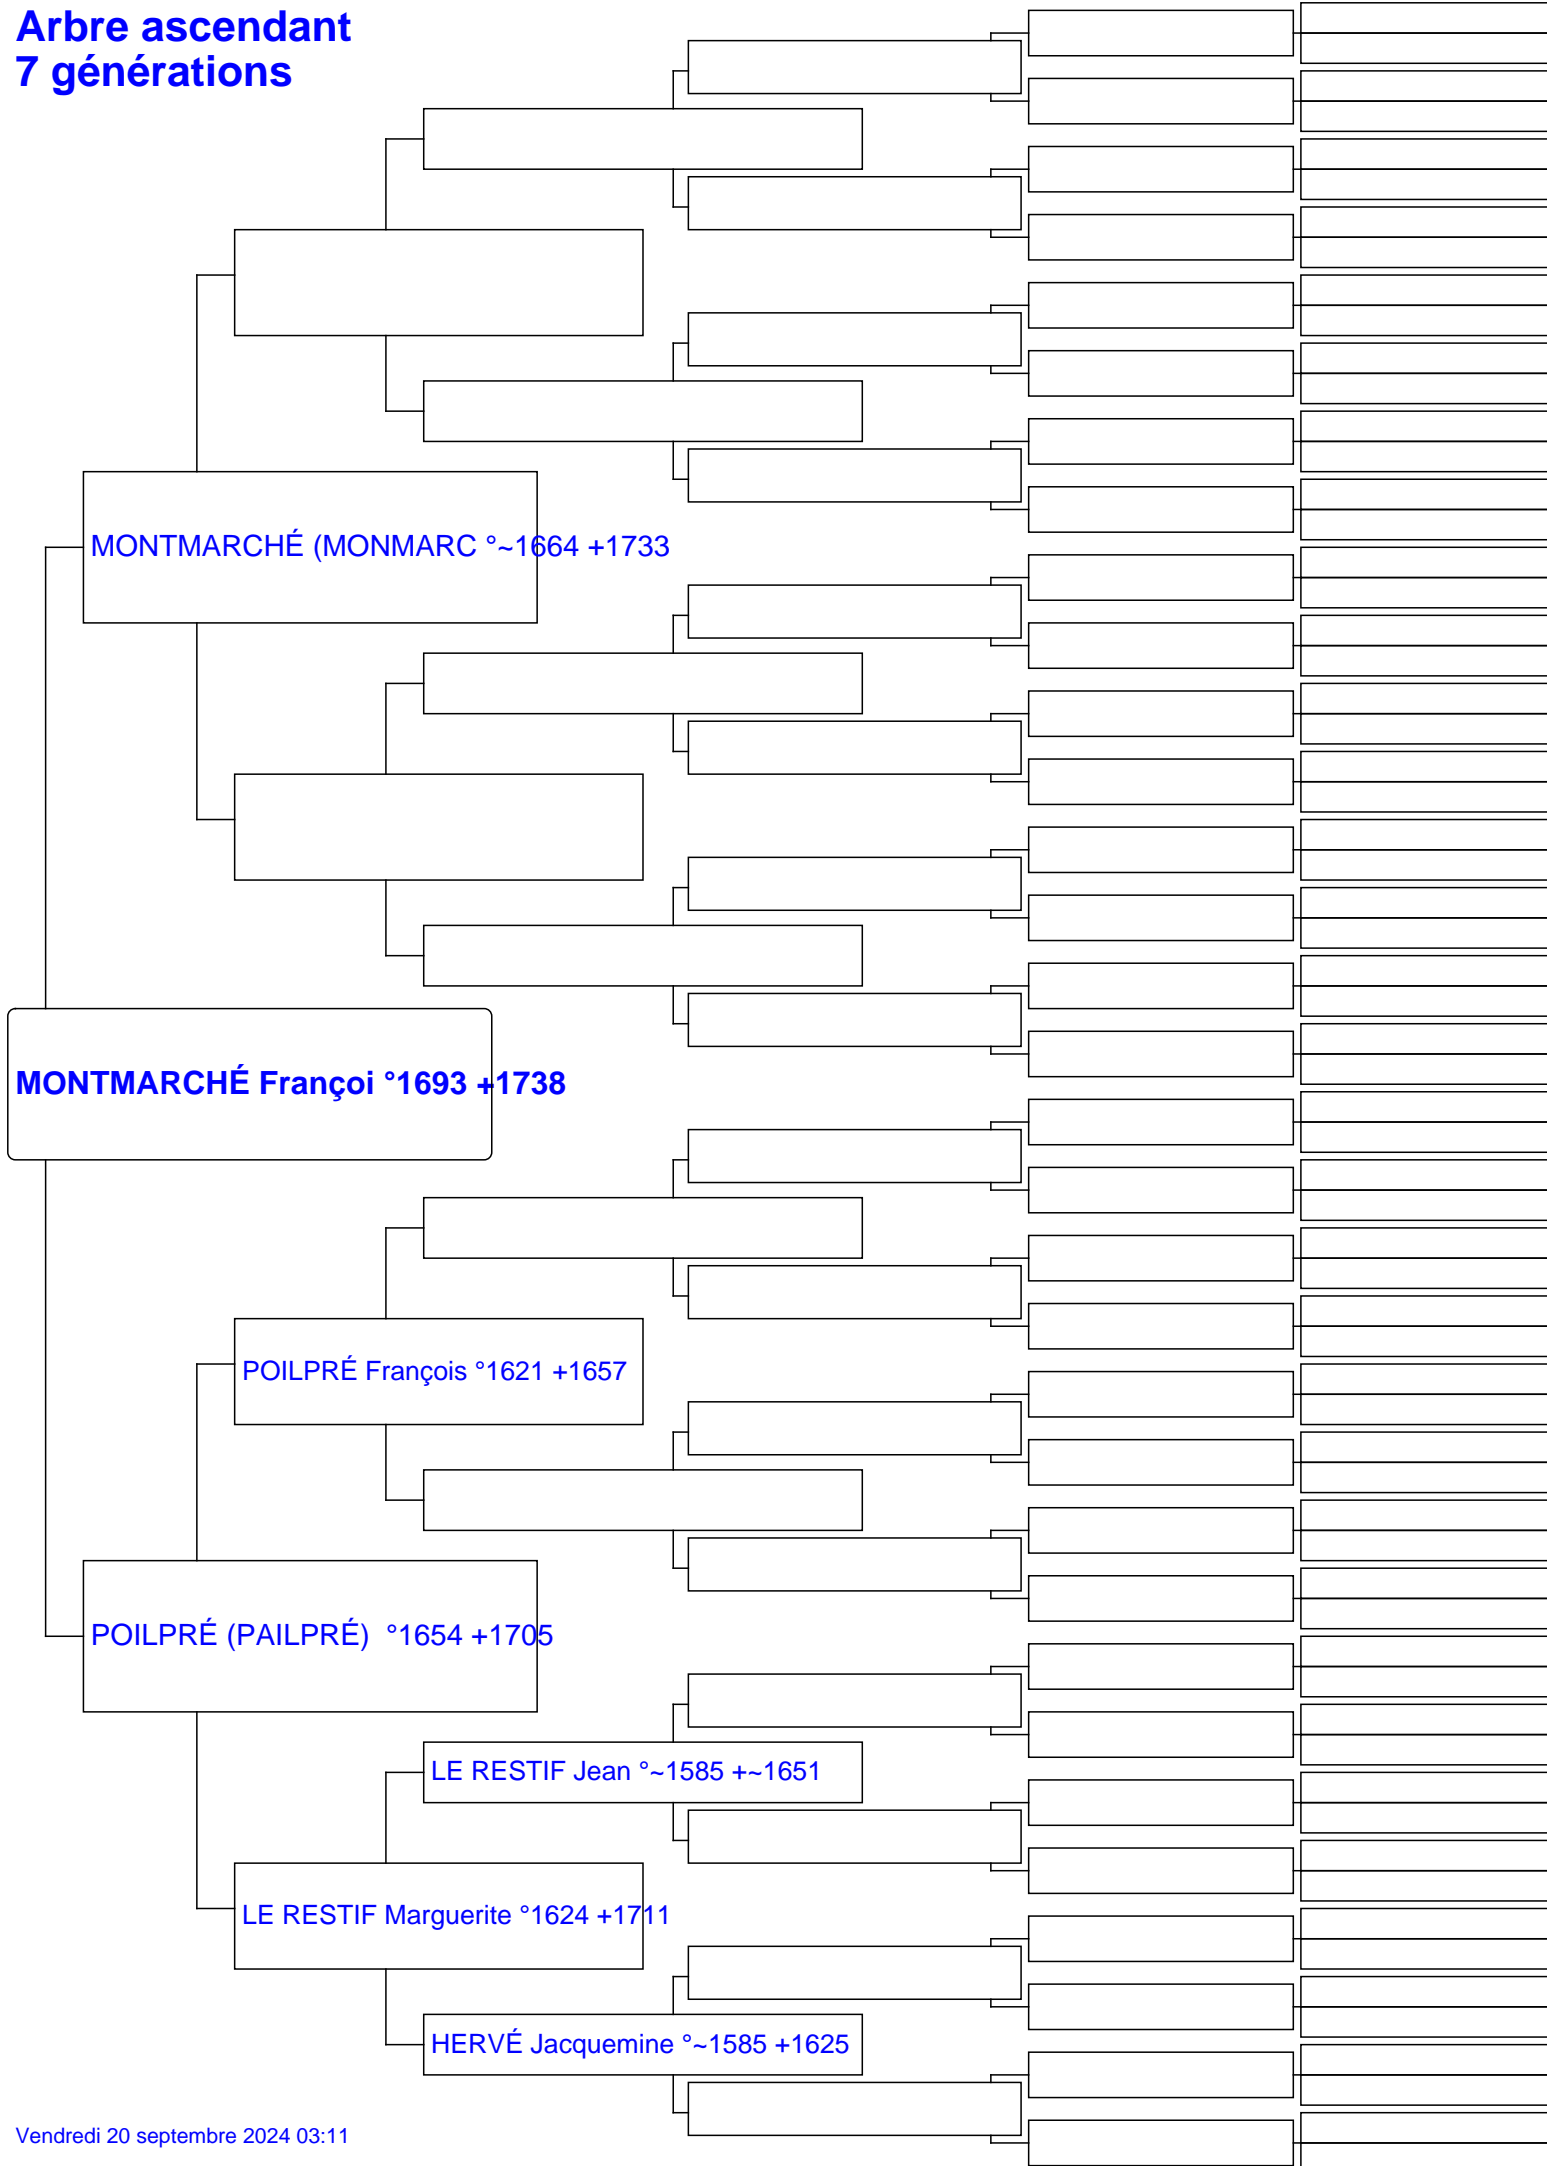 Arbre ascendant
7 générations
MONTMARCHÉ (MONMARC °~1664 +1733
MONTMARCHÉ Françoi °1693 +1738
POILPRÉ François °1621 +1657
POILPRÉ (PAILPRÉ)  °1654 +1705
LE RESTIF Jean °~1585 +~1651
LE RESTIF Marguerite °1624 +1711
HERVÉ Jacquemine °~1585 +1625
Vendredi 20 septembre 2024 03:11